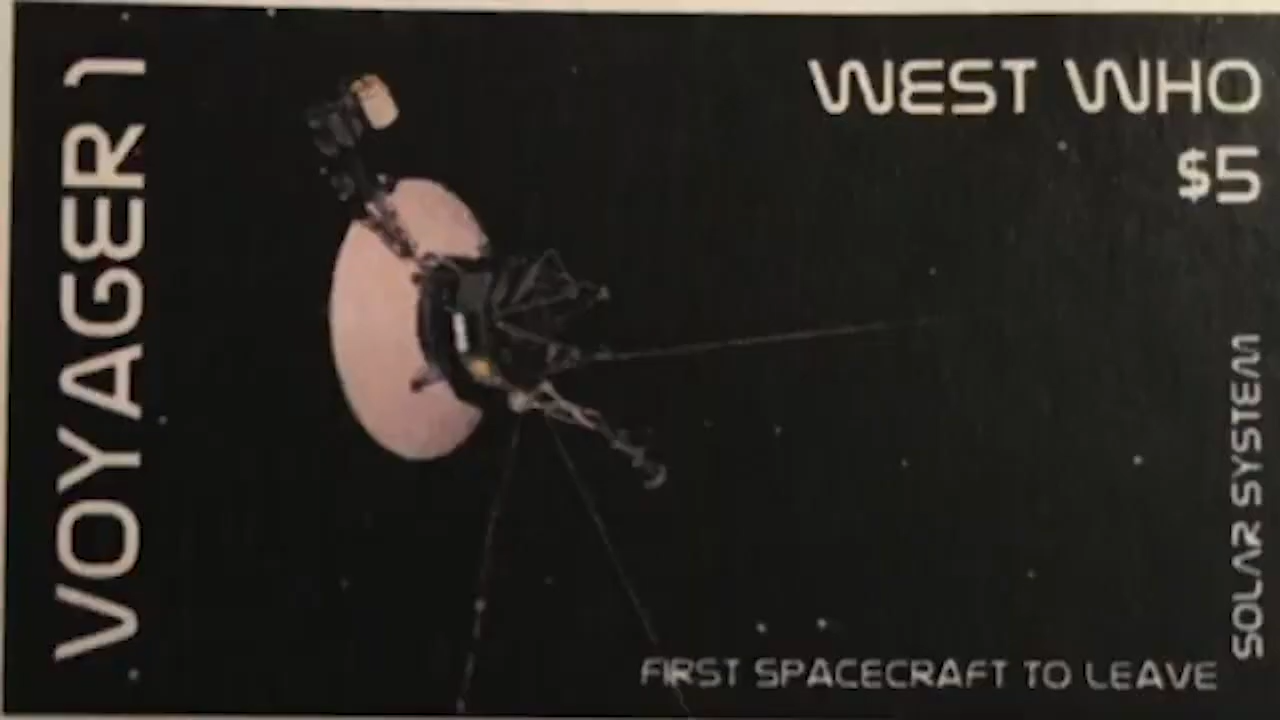 VOYAGER 1
WEST WHO
$5
FIRST SPACECRAFT TO LEAVE
SOLAR SYSTEM